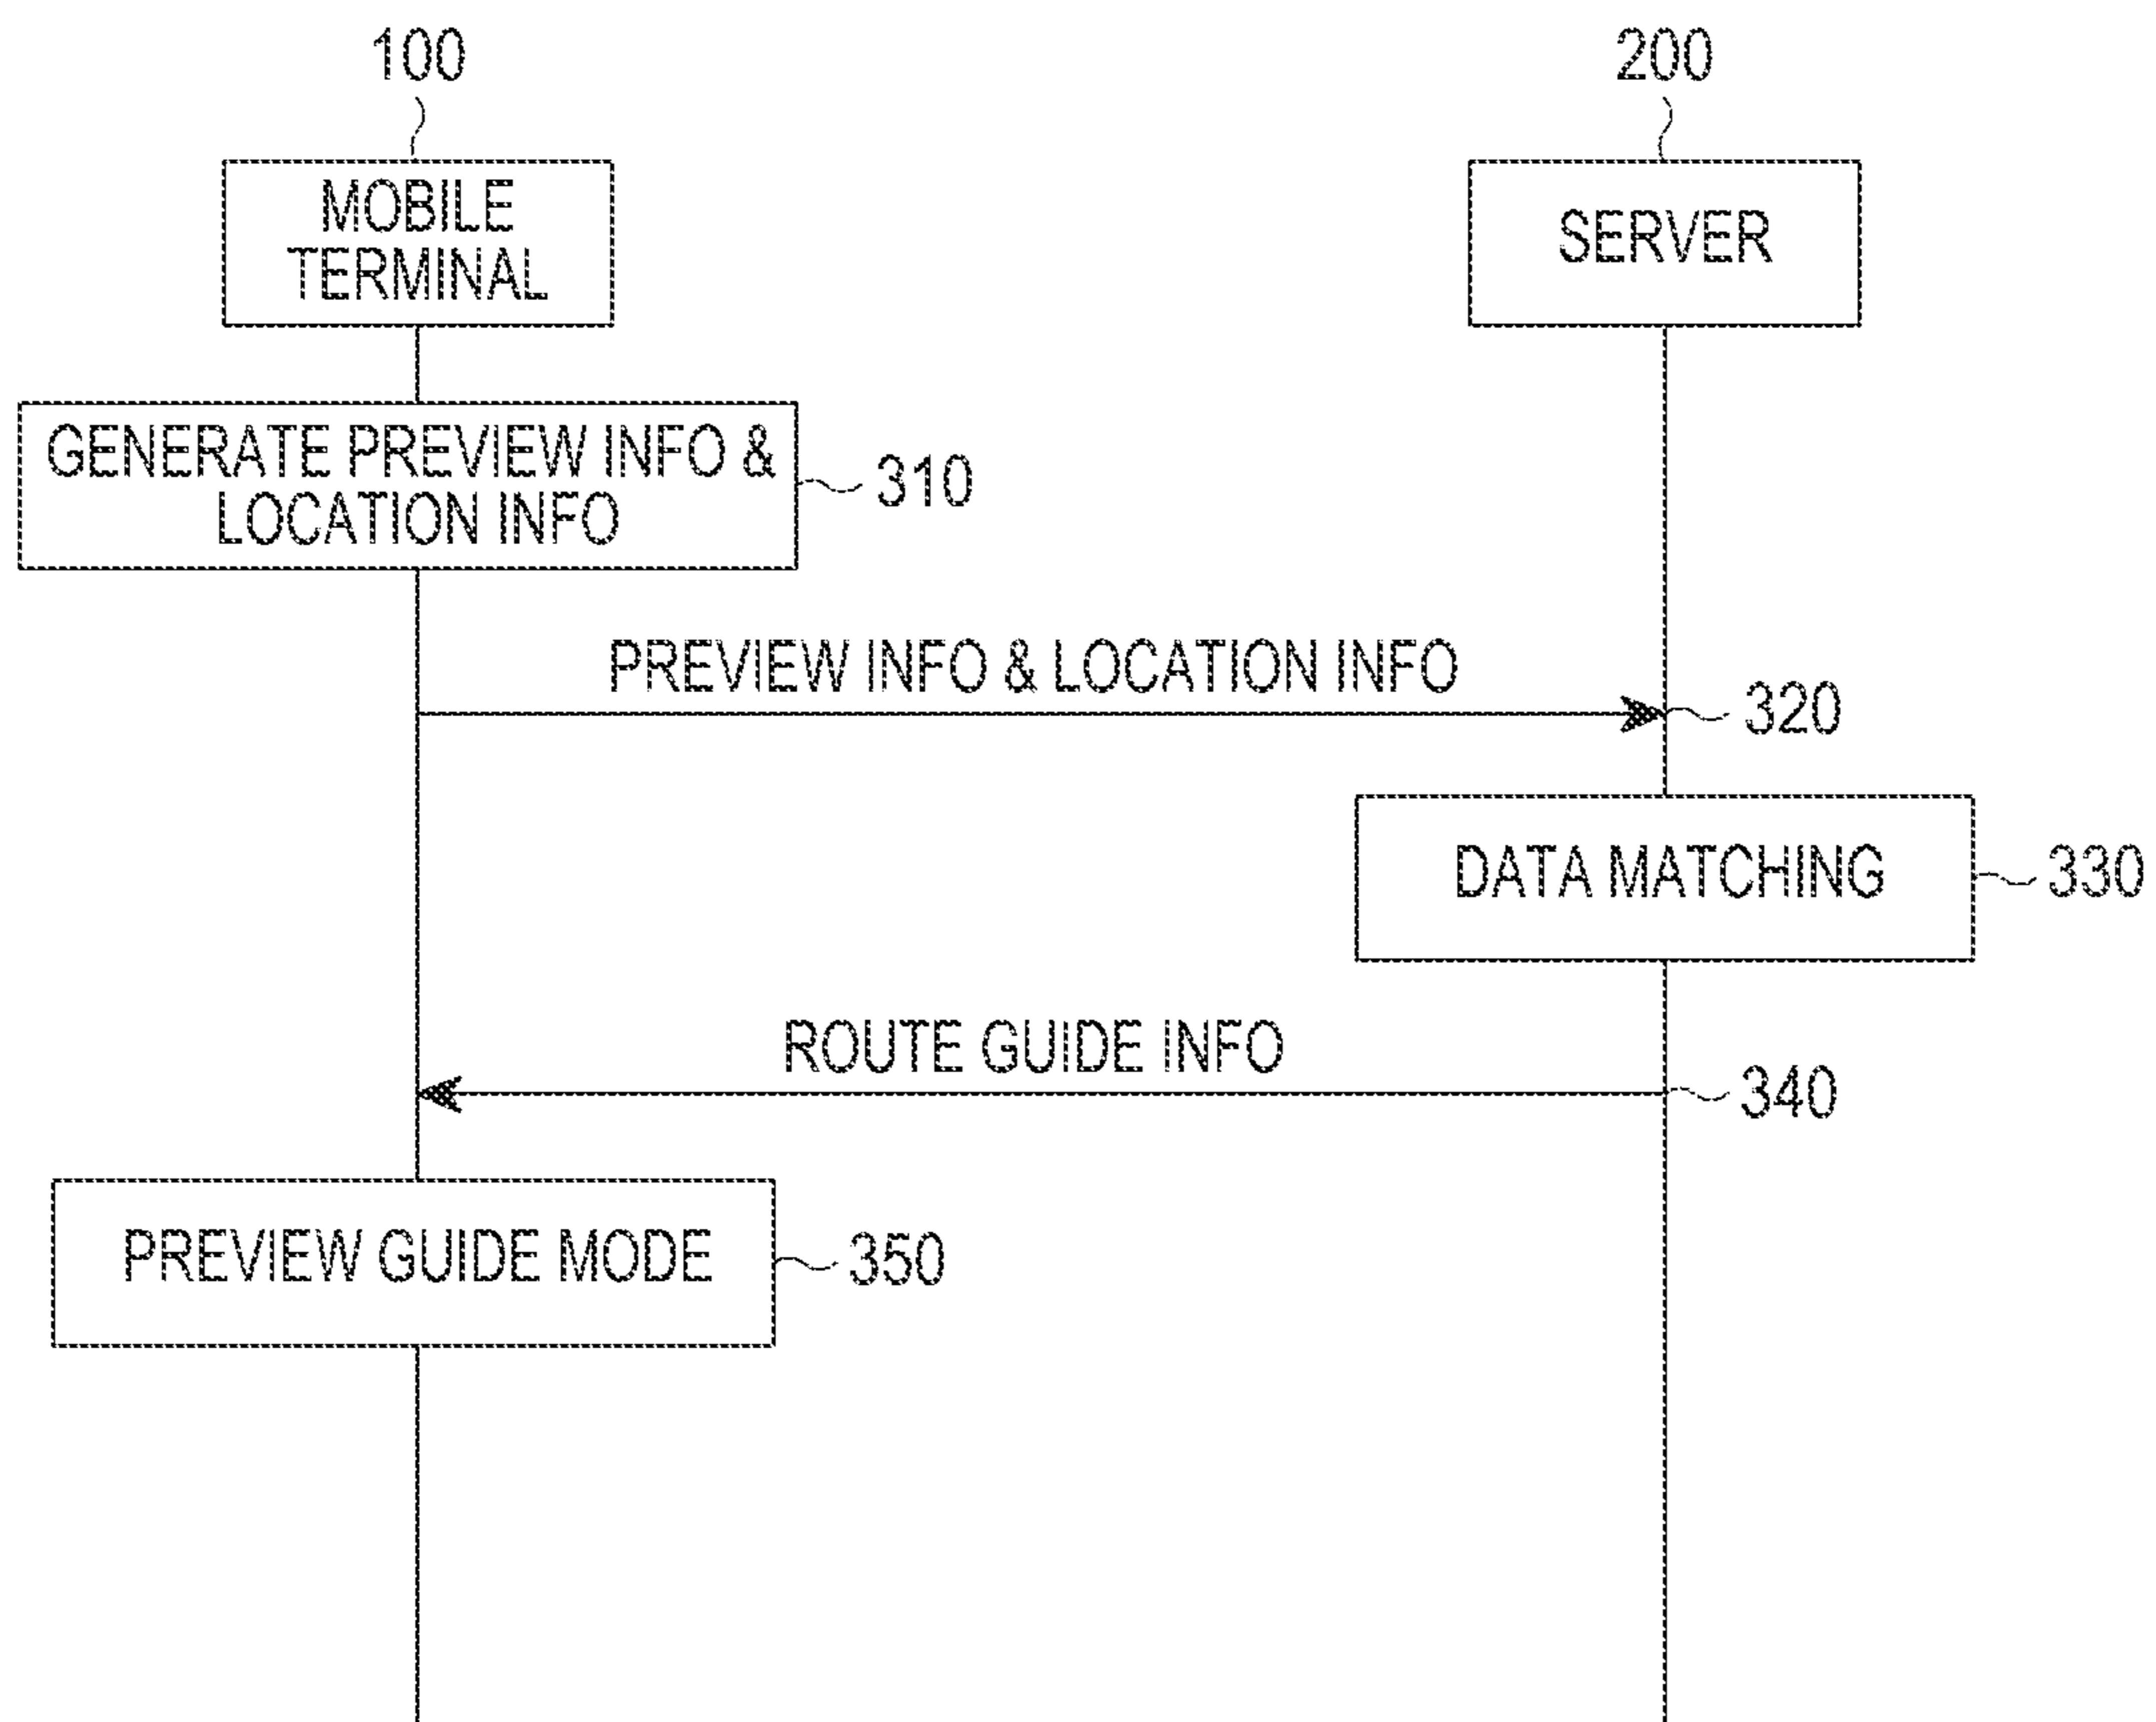 100
200
MOBILE
TERMINAL
SERVER
GENERATE PREVIEW INFO &
LOCATION INFO
310
PREVIEW INFO & LOCATION INFO
320
DATA MATCHING
330
ROUTE GUIDE INFO
340
PREVIEW GUIDE MODE
350